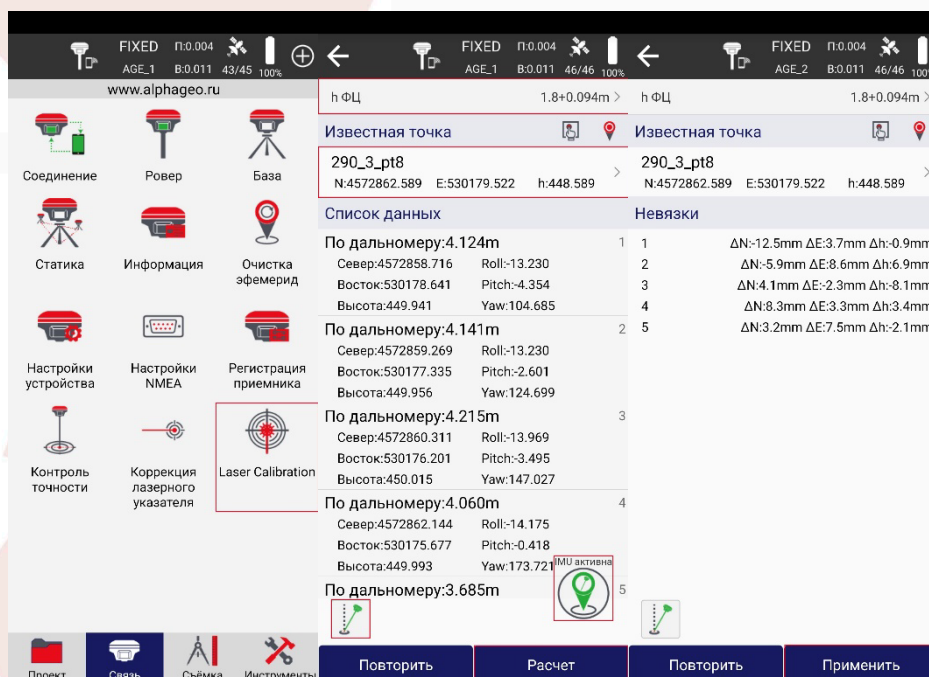 FIXED П:0.004
AGE_1 B:0.011 43/45 100%
www.alphageo.ru
Соединение Ровер База
Статика Информация Очистка
эфемерид
Настройки Настройки Регистрация
устройства NMEA приемника
Контроль Коррекция Laser Calibration
точности лазерного
указателя
Проект Связь Съёмка Инструменты
FIXED П:0.004
AGE_1 B:0.011 46/46 100%
h ФЦ 1.8+0.094m >
Известная точка
290_3_pt8
N:4572862.589 E:530179.522 h:448.589
Список данных
По дальномеру:4.124m 1
Север:4572858.716 Roll:-13.230
Восток:530178.641 Pitch:-4.354
Высота:449.941 Yaw:104.685
По дальномеру:4.141m 2
Север:4572859.269 Roll:-13.230
Восток:530177.335 Pitch:-2.601
Высота:449.956 Yaw:124.699
По дальномеру:4.215m 3
Север:4572860.311 Roll:-13.969
Восток:530176.201 Pitch:-3.495
Высота:450.015 Yaw:147.027
По дальномеру:4.060m 4
Север:4572862.144 Roll:-14.175
Восток:530175.677 Pitch:-0.418
Высота:449.993 Yaw:173.721
IMU активна
По дальномеру:3.685m 5
Повторить Расчет
FIXED П:0.004
AGE_2 B:0.011 46/46 100%
h ФЦ 1.8+0.094m >
Известная точка
290_3_pt8
N:4572862.589 E:530179.522 h:448.589
Невязки
1 ΔN:-12.5mm ΔE:3.7mm Δh:-0.9mm
2 ΔN:-5.9mm ΔE:8.6mm Δh:6.9mm
3 ΔN:4.1mm ΔE:-2.3mm Δh:-8.1mm
4 ΔN:8.3mm ΔE:3.3mm Δh:3.4mm
5 ΔN:3.2mm ΔE:7.5mm Δh:-2.1mm
Повторить Применить